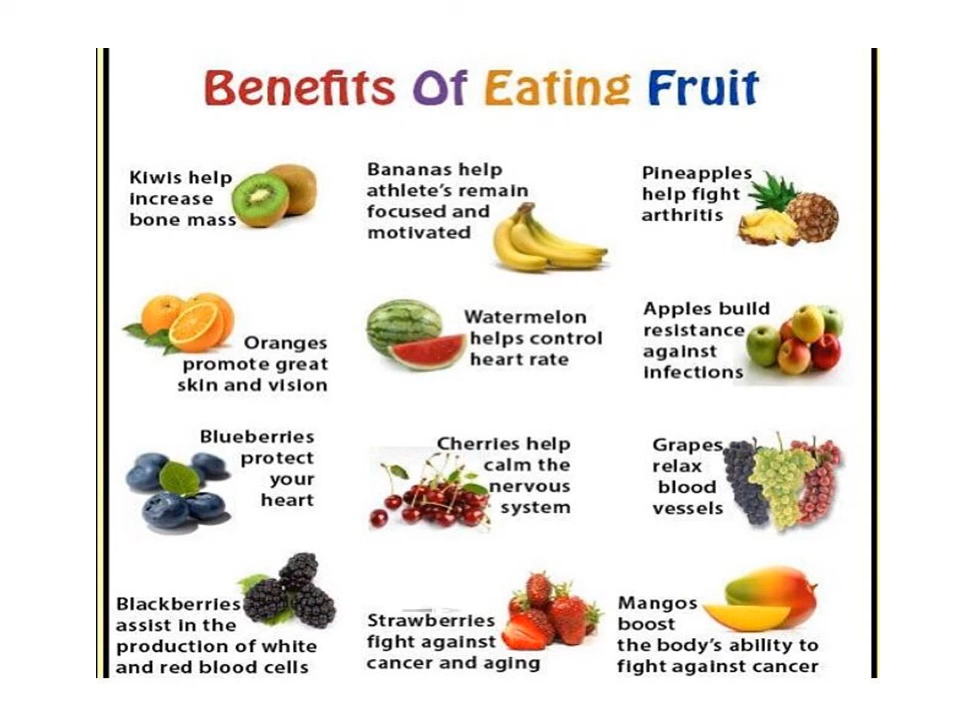 Benefits Of Eating Fruit
Kiwis help
increase
bone mass
Bananas help
athlete's remain
focused and
motivated
Pineapples
help fight
arthritis
Oranges
promote great
skin and vision
Watermelon
helps control
heart rate
Apples build
resistance
against
infections
Blueberries
protect
your
heart
Cherries help
calm the
nervous
system
Grapes
relax
blood
vessels
Blackberries
assist in the
production of white
and red blood cells
Strawberries
fight against
cancer and aging
Mangos
boost
the body's ability to
fight against cancer